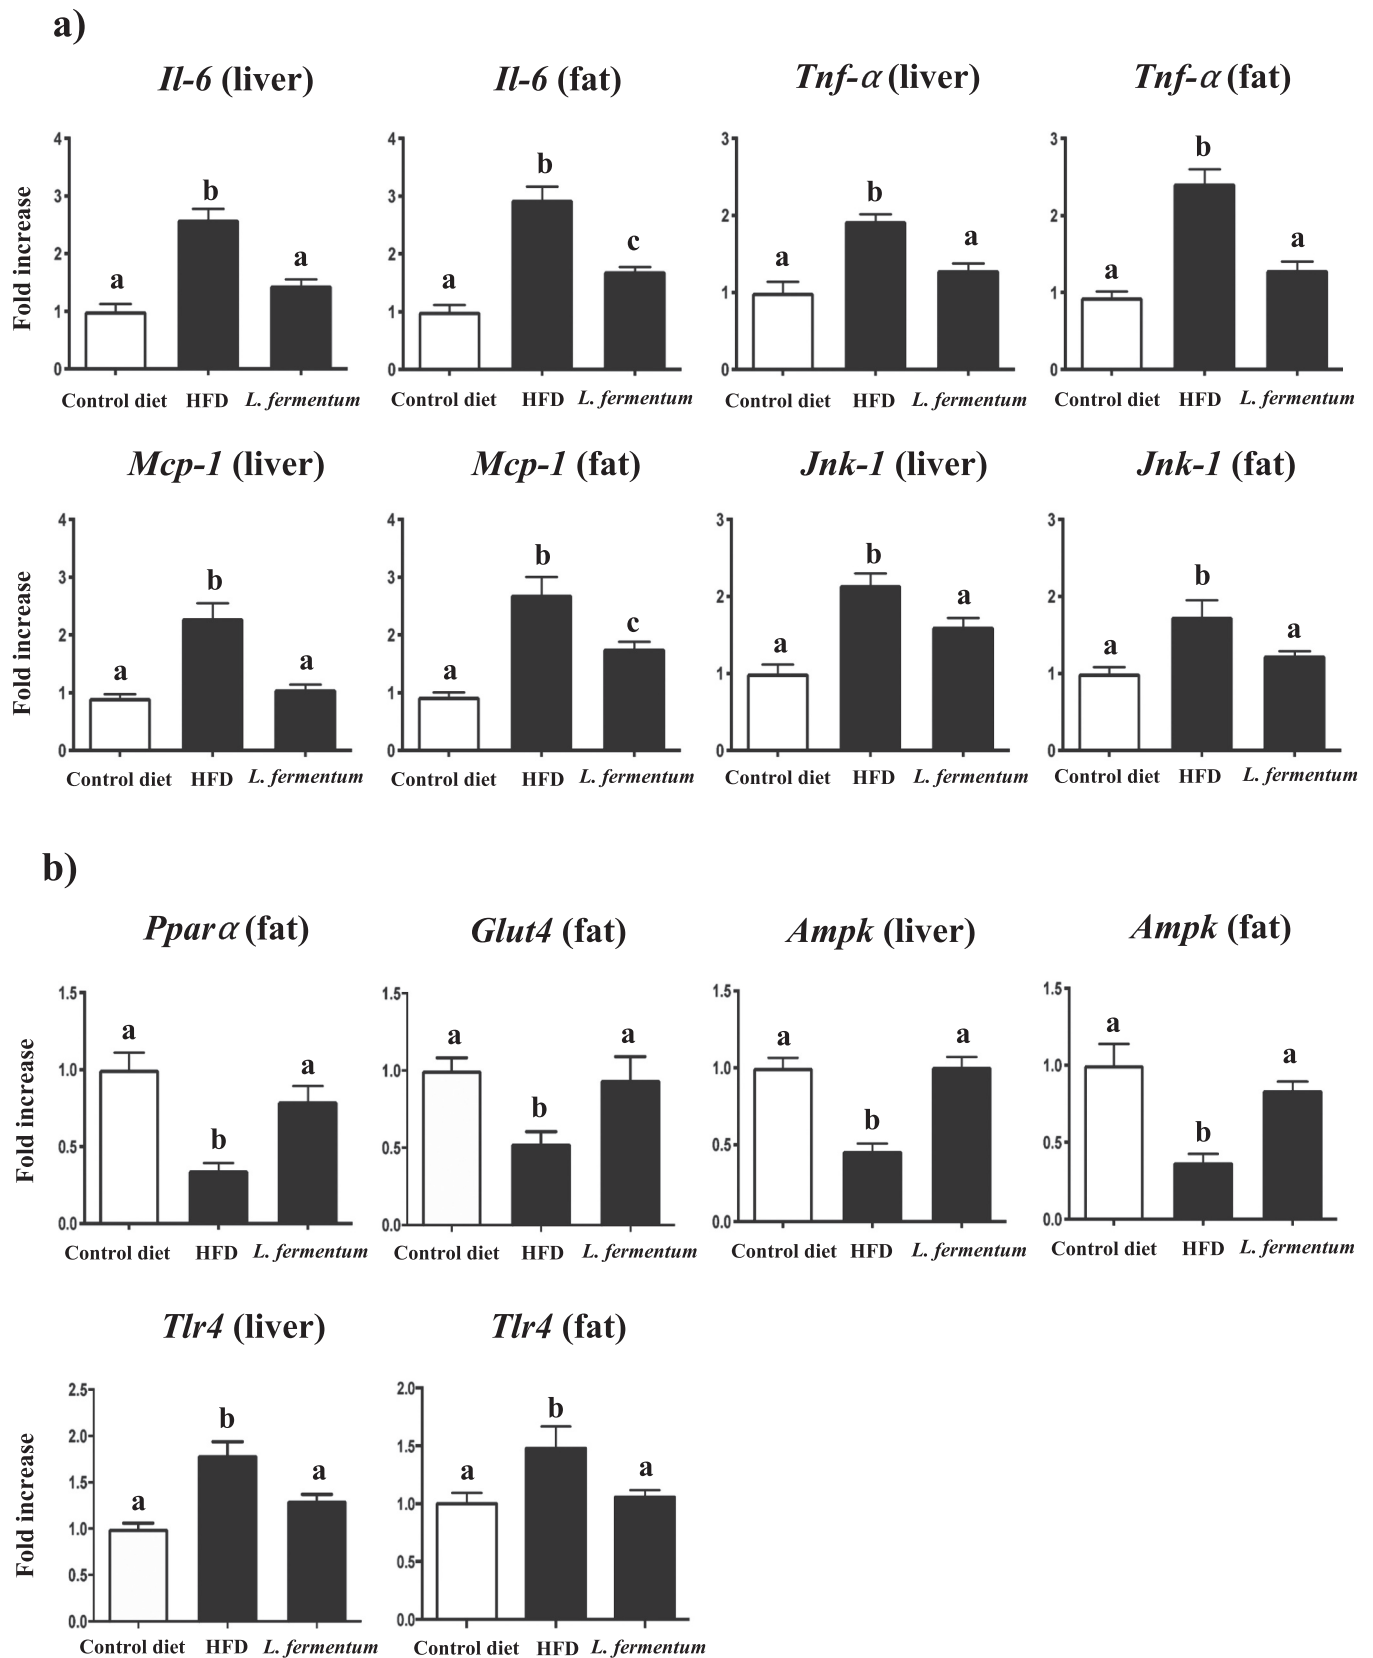 a)
Il-6 (liver)
Il-6 (fat)
Tnf-α (liver)
Tnf-α (fat)
Fold increase
4
3
2
1
0
a
b
a
Control diet HFD L. fermentum
4
3
2
1
0
a
b
c
Control diet HFD L. fermentum
3
2
1
0
a
b
a
Control diet HFD L. fermentum
3
2
1
0
a
b
a
Control diet HFD L. fermentum
Mcp-1 (liver)
Mcp-1 (fat)
Jnk-1 (liver)
Jnk-1 (fat)
Fold increase
4
3
2
1
0
a
b
a
Control diet HFD L. fermentum
4
3
2
1
0
a
b
c
Control diet HFD L. fermentum
3
2
1
0
a
b
a
Control diet HFD L. fermentum
3
2
1
0
a
b
a
Control diet HFD L. fermentum
b)
Pparα (fat)
Glut4 (fat)
Ampk (liver)
Ampk (fat)
Fold increase
1.5
1.0
0.5
0.0
a
b
a
Control diet HFD L. fermentum
1.5
1.0
0.5
0.0
a
b
a
Control diet HFD L. fermentum
1.5
1.0
0.5
0.0
a
b
a
Control diet HFD L. fermentum
1.5
1.0
0.5
0.0
a
b
a
Control diet HFD L. fermentum
Tlr4 (liver)
Tlr4 (fat)
Fold increase
2.5
2.0
1.5
1.0
0.5
0.0
a
b
a
Control diet HFD L. fermentum
2.0
1.5
1.0
0.5
0.0
a
b
a
Control diet HFD L. fermentum